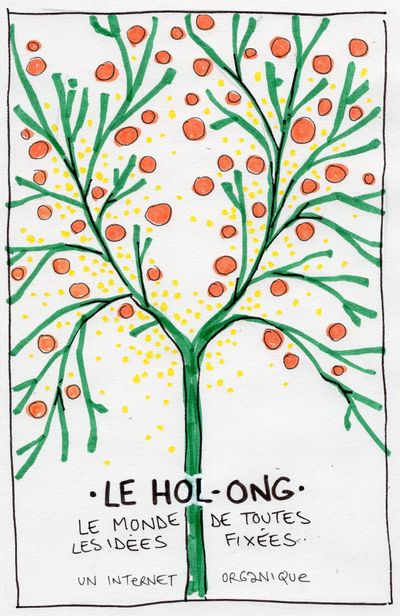 ·LE HOL-ONG·
LE MONDE DE TOUTES
LES IDÉES FIXÉES..
UN INTERNET ORGANIQUE